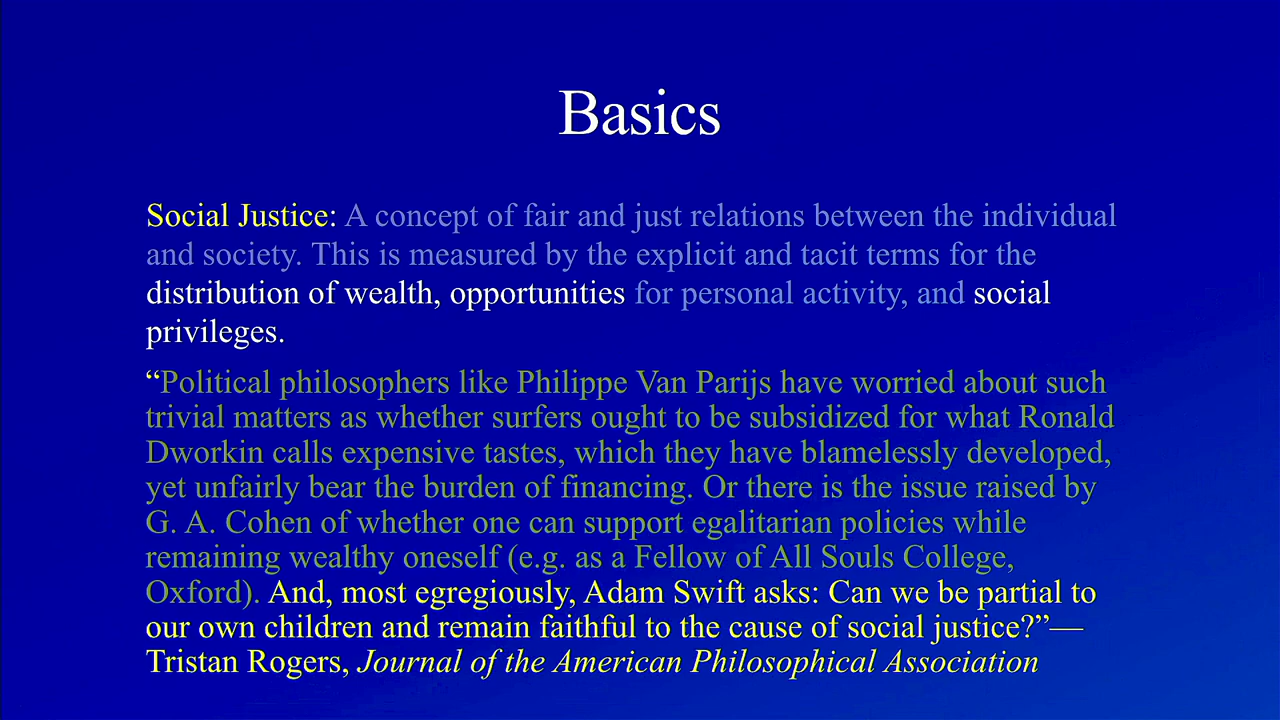 Basics
Social Justice: A concept of fair and just relations between the individual
and society. This is measured by the explicit and tacit terms for the
distribution of wealth, opportunities for personal activity, and social
privileges.
“Political philosophers like Philippe Van Parijs have worried about such
trivial matters as whether surfers ought to be subsidized for what Ronald
Dworkin calls expensive tastes, which they have blamelessly developed,
yet unfairly bear the burden of financing. Or there is the issue raised by
G. A. Cohen of whether one can support egalitarian policies while
remaining wealthy oneself (e.g. as a Fellow of All Souls College,
Oxford). And, most egregiously, Adam Swift asks: Can we be partial to
our own children and remain faithful to the cause of social justice?”—
Tristan Rogers, Journal of the American Philosophical Association